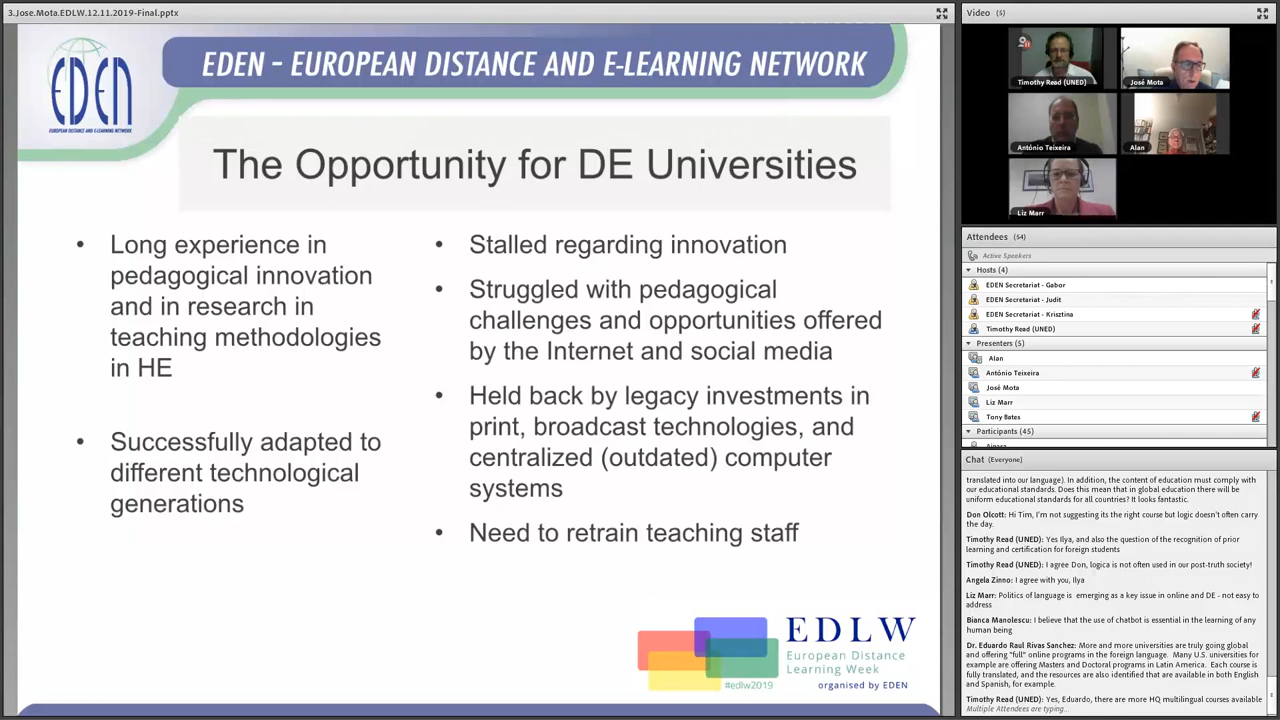 3.Jose.Mota.EDLW.12.11.2019-Final.pptx
EDEN
EUROPEAN DISTANCE AND E-LEARNING NETWORK
EDEN - EUROPEAN DISTANCE AND E-LEARNING NETWORK
The Opportunity for DE Universities
• Long experience in
pedagogical innovation
and in research in
teaching methodologies
in HE
• Successfully adapted to
different technological
generations
• Stalled regarding innovation
• Struggled with pedagogical
challenges and opportunities offered
by the Internet and social media
• Held back by legacy investments in
print, broadcast technologies, and
centralized (outdated) computer
systems
• Need to retrain teaching staff
EDLW
European Distance
Learning Week
#edlw2019
organised by EDEN
Video (5)
Timothy Read (UNED)
José Mota
António Teixeira
Alan
Liz Marr
Attendees (54)
Active Speakers
Hosts (4)
EDEN Secretariat - Gabor
EDEN Secretariat - Judit
EDEN Secretariat - Krisztina
Timothy Read (UNED)
Presenters (5)
Alan
António Teixeira
José Mota
Liz Marr
Tony Bates
Participants (45)
Chat (Everyone)
translated into our language). In addition, the content of education must comply with
our educational standards. Does this mean that in global education there will be
uniform educational standards for all countries? It looks fantastic.
Don Olcott: Hi Tim, I'm not suggesting its the right course but logic doesn't often carry
the day.
Timothy Read (UNED): Yes Ilya, and also the question of the recognition of prior
learning and certification for foreign students
Timothy Read (UNED): I agree Don, logica is not often used in our post-truth society!
Angela Zinno: I agree with you, Ilya
Liz Marr: Politics of language is emerging as a key issue in online and DE - not easy to
address
Bianca Manolescu: I believe that the use of chatbot is essential in the learning of any
human being
Dr. Eduardo Raul Rivas Sanchez: More and more universities are truly going global
and offering "full" online programs in the foreign language. Many U.S. universities for
example are offering Masters and Doctoral programs in Latin America. Each course is
fully translated, and the resources are also identified that are available in both English
and Spanish, for example.
Timothy Read (UNED): Yes, Eduardo, there are more HQ multilingual courses available
Multiple Attendees are typing...